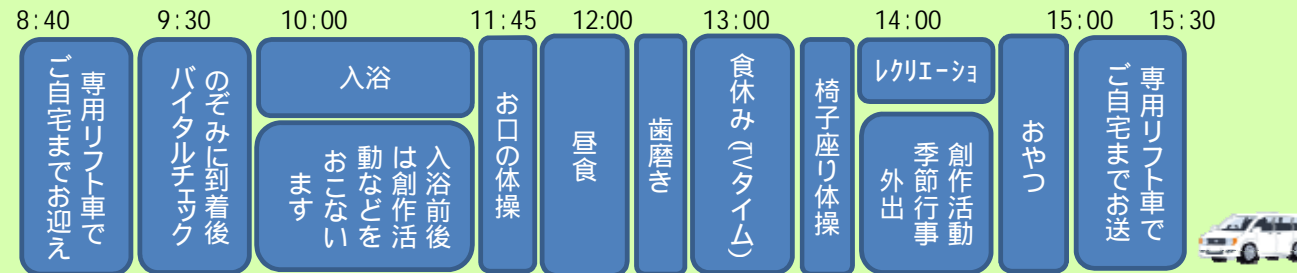 8:40
9:30
10:00
11:45
12:00
13:00
14:00
15:00
15:30
専用リフト車で
ご自宅までお迎え
のぞみに到着後
バイタルチェック
入浴
入浴前後
は創作活
動などを
おこない
ます
お口の体操
昼食
歯磨き
食休み(TVタイム)
椅子座り体操
ﾚｸﾘｴｰｼｮ
創作活動
季節行事
外出
おやつ
専用リフト車で
ご自宅までお送